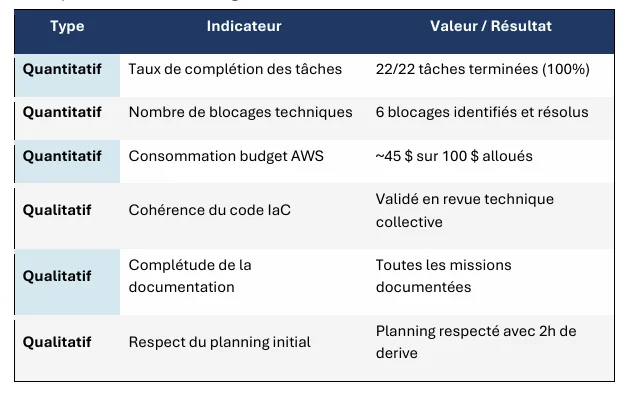 Type Indicateur Valeur / Résultat
Quantitatif Taux de complétion des tâches 22/22 tâches terminées (100%)
Quantitatif Nombre de blocages techniques 6 blocages identifiés et résolus
Quantitatif Consommation budget AWS ~45 $ sur 100 $ alloués
Qualitatif Cohérence du code IaC Validé en revue technique
collective
Qualitatif Complétude de la
documentation
Toutes les missions
documentées
Qualitatif Respect du planning initial Planning respecté avec 2h de
derive